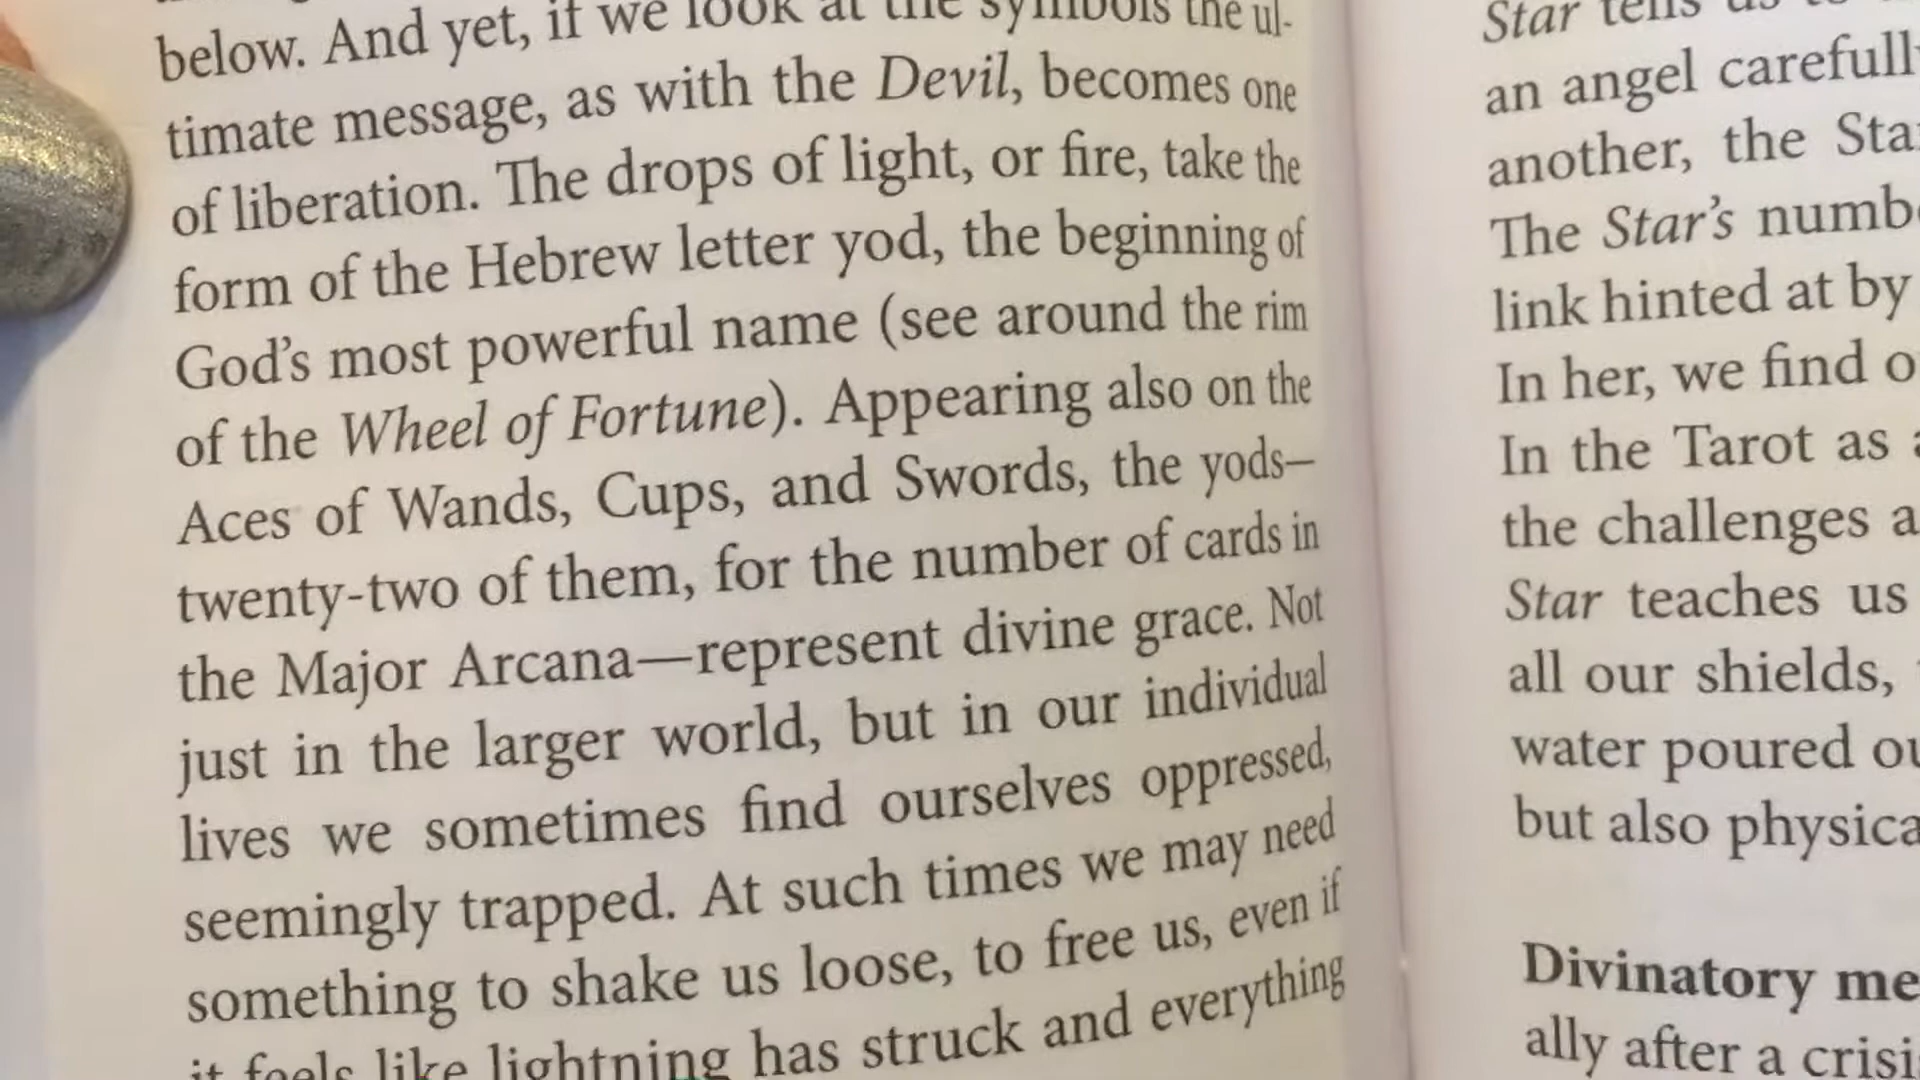 below. And yet, if we look at the symbols the ul-
timate message, as with the Devil, becomes one
of liberation. The drops of light, or fire, take the
form of the Hebrew letter yod, the beginning of
God's most powerful name (see around the rim
of the Wheel of Fortune). Appearing also on the
Aces of Wands, Cups, and Swords, the yods–
twenty-two of them, for the number of cards in
the Major Arcana—represent divine grace. Not
just in the larger world, but in our individual
lives we sometimes find ourselves oppressed,
seemingly trapped. At such times we may need
something to shake us loose, to free us, even if
it feels like lightning has struck and everything
Star tells us to
an angel
another, the
The Star's
link hinted at by
In her, we find
In the Tarot as
the challenges
Star teaches us
all our shields,
water poured
but also
Divinatory
ally after a